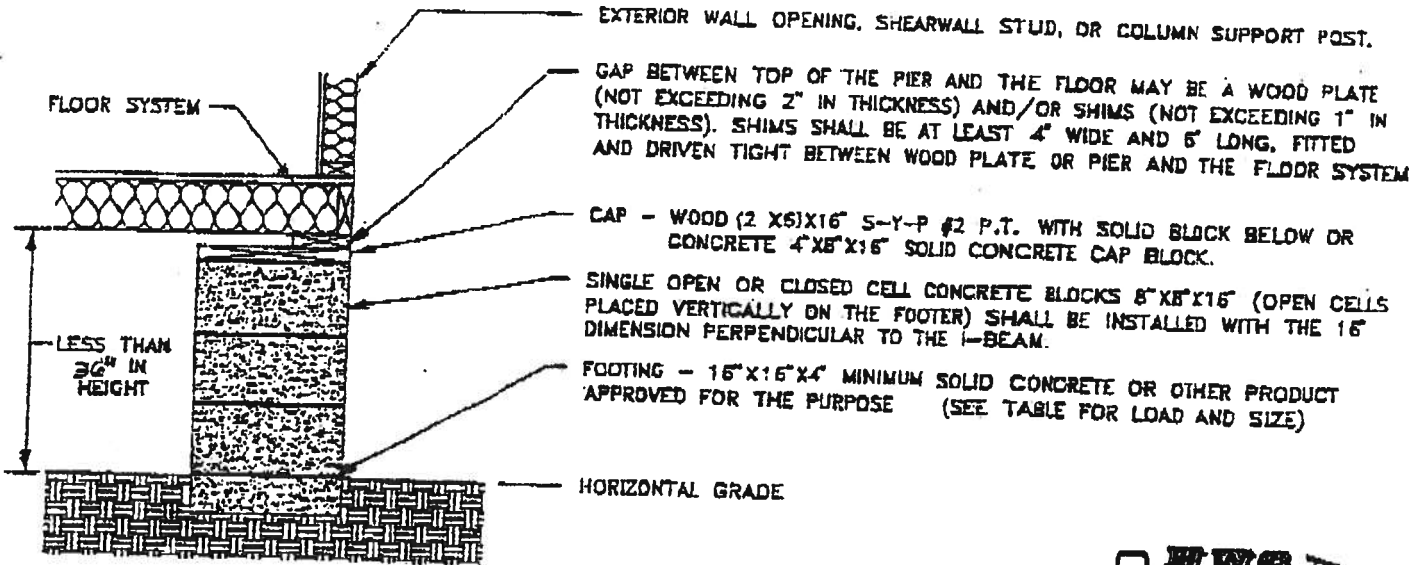 EXTERIOR WALL OPENING, SHEARWALL STUD, OR COLUMN SUPPORT POST.
GAP BETWEEN TOP OF THE PIER AND THE FLOOR MAY BE A WOOD PLATE
(NOT EXCEEDING 2" IN THICKNESS) AND/OR SHIMS (NOT EXCEEDING 1" IN
THICKNESS). SHIMS SHALL BE AT LEAST 4" WIDE AND 6" LONG, FITTED
AND DRIVEN TIGHT BETWEEN WOOD PLATE OR PIER AND THE FLOOR SYSTEM
FLOOR SYSTEM
CAP - WOOD (2 X6)X16" S-Y-P #2 P.T. WITH SOLID BLOCK BELOW OR
CONCRETE 4"X8"X16" SOLID CONCRETE CAP BLOCK.
SINGLE OPEN OR CLOSED CELL CONCRETE BLOCKS 8"X8"X16" (OPEN CELLS
PLACED VERTICALLY ON THE FOOTER) SHALL BE INSTALLED WITH THE 16"
DIMENSION PERPENDICULAR TO THE I-BEAM.
LESS THAN
36" IN
HEIGHT
FOOTING - 16"X16"X4" MINIMUM SOLID CONCRETE OR OTHER PRODUCT
APPROVED FOR THE PURPOSE (SEE TABLE FOR LOAD AND SIZE)
HORIZONTAL GRADE